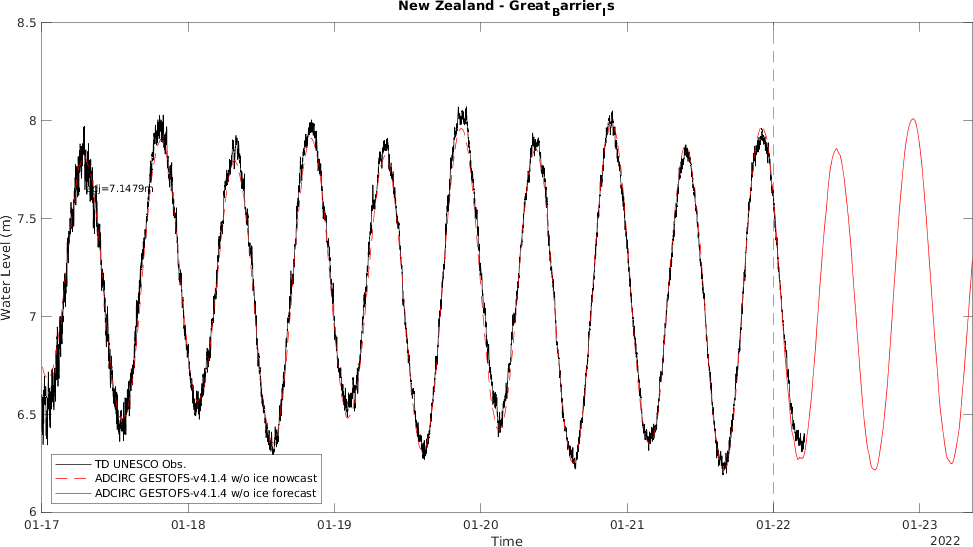 New Zealand - Great_Barrier_Is
8.5
8
7.5
7
6.5
6
Water Level (m)
=7.1479m
TD UNESCO Obs.
ADCIRC GESTOFS-v4.1.4 w/o ice nowcast
ADCIRC GESTOFS-v4.1.4 w/o ice forecast
01-17 01-18 01-19 01-20 01-21 01-22 01-23
Time
2022